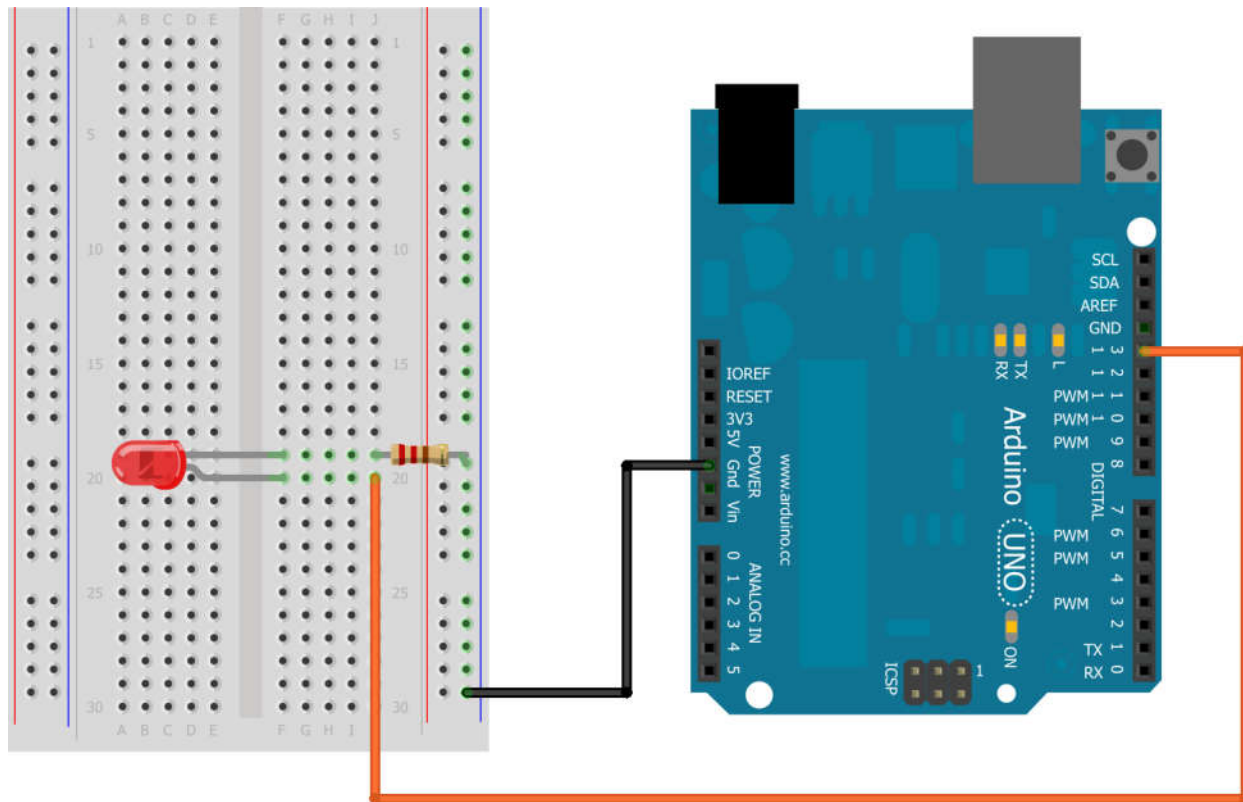 A B C D E F G H I J
1 1
5 5
10 10
15 15
20 20
25 25
30 30
A B C D E F G H I J
IOREF
RESET
3V3
5V
Gnd
Vin
POWER
0
1
2
3
4
5
ANALOG IN
www.arduino.cc
RX
TX
L
Arduino
UNO
ON
ICSP
1
SCL
SDA
AREF
GND
13
12
PWM 11
PWM 10
PWM 9
8
DIGITAL
7
PWM 6
PWM 5
4
PWM 3
2
TX 1
RX 0